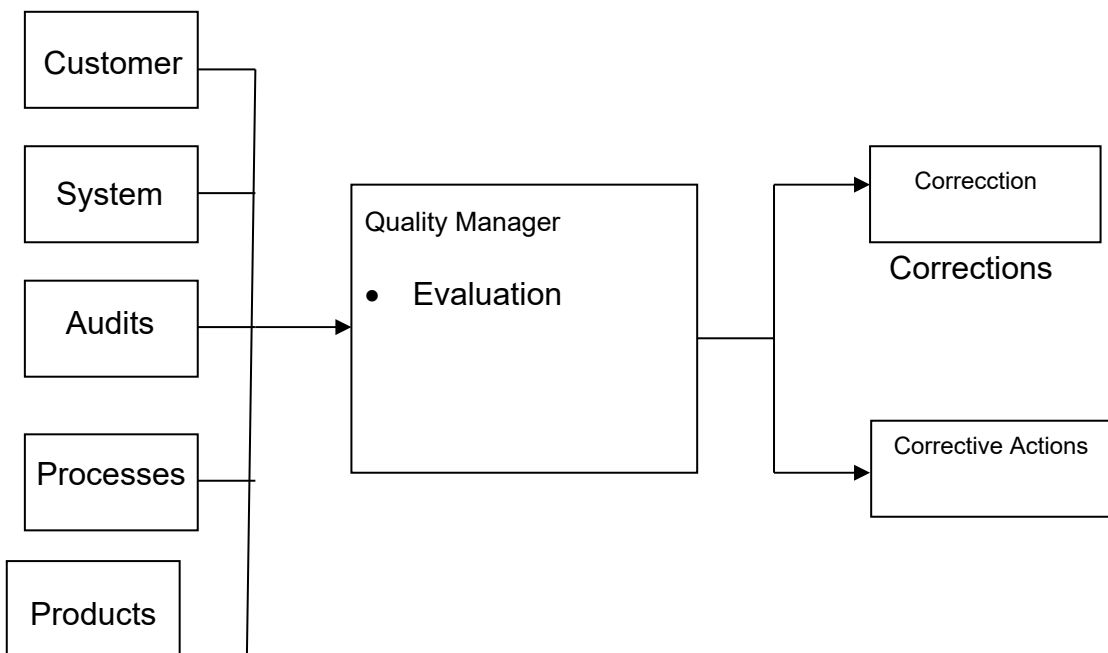 Customer
System
Audits
Processes
Products
Quality Manager
• Evaluation
Correcction
Corrections
Corrective Actions